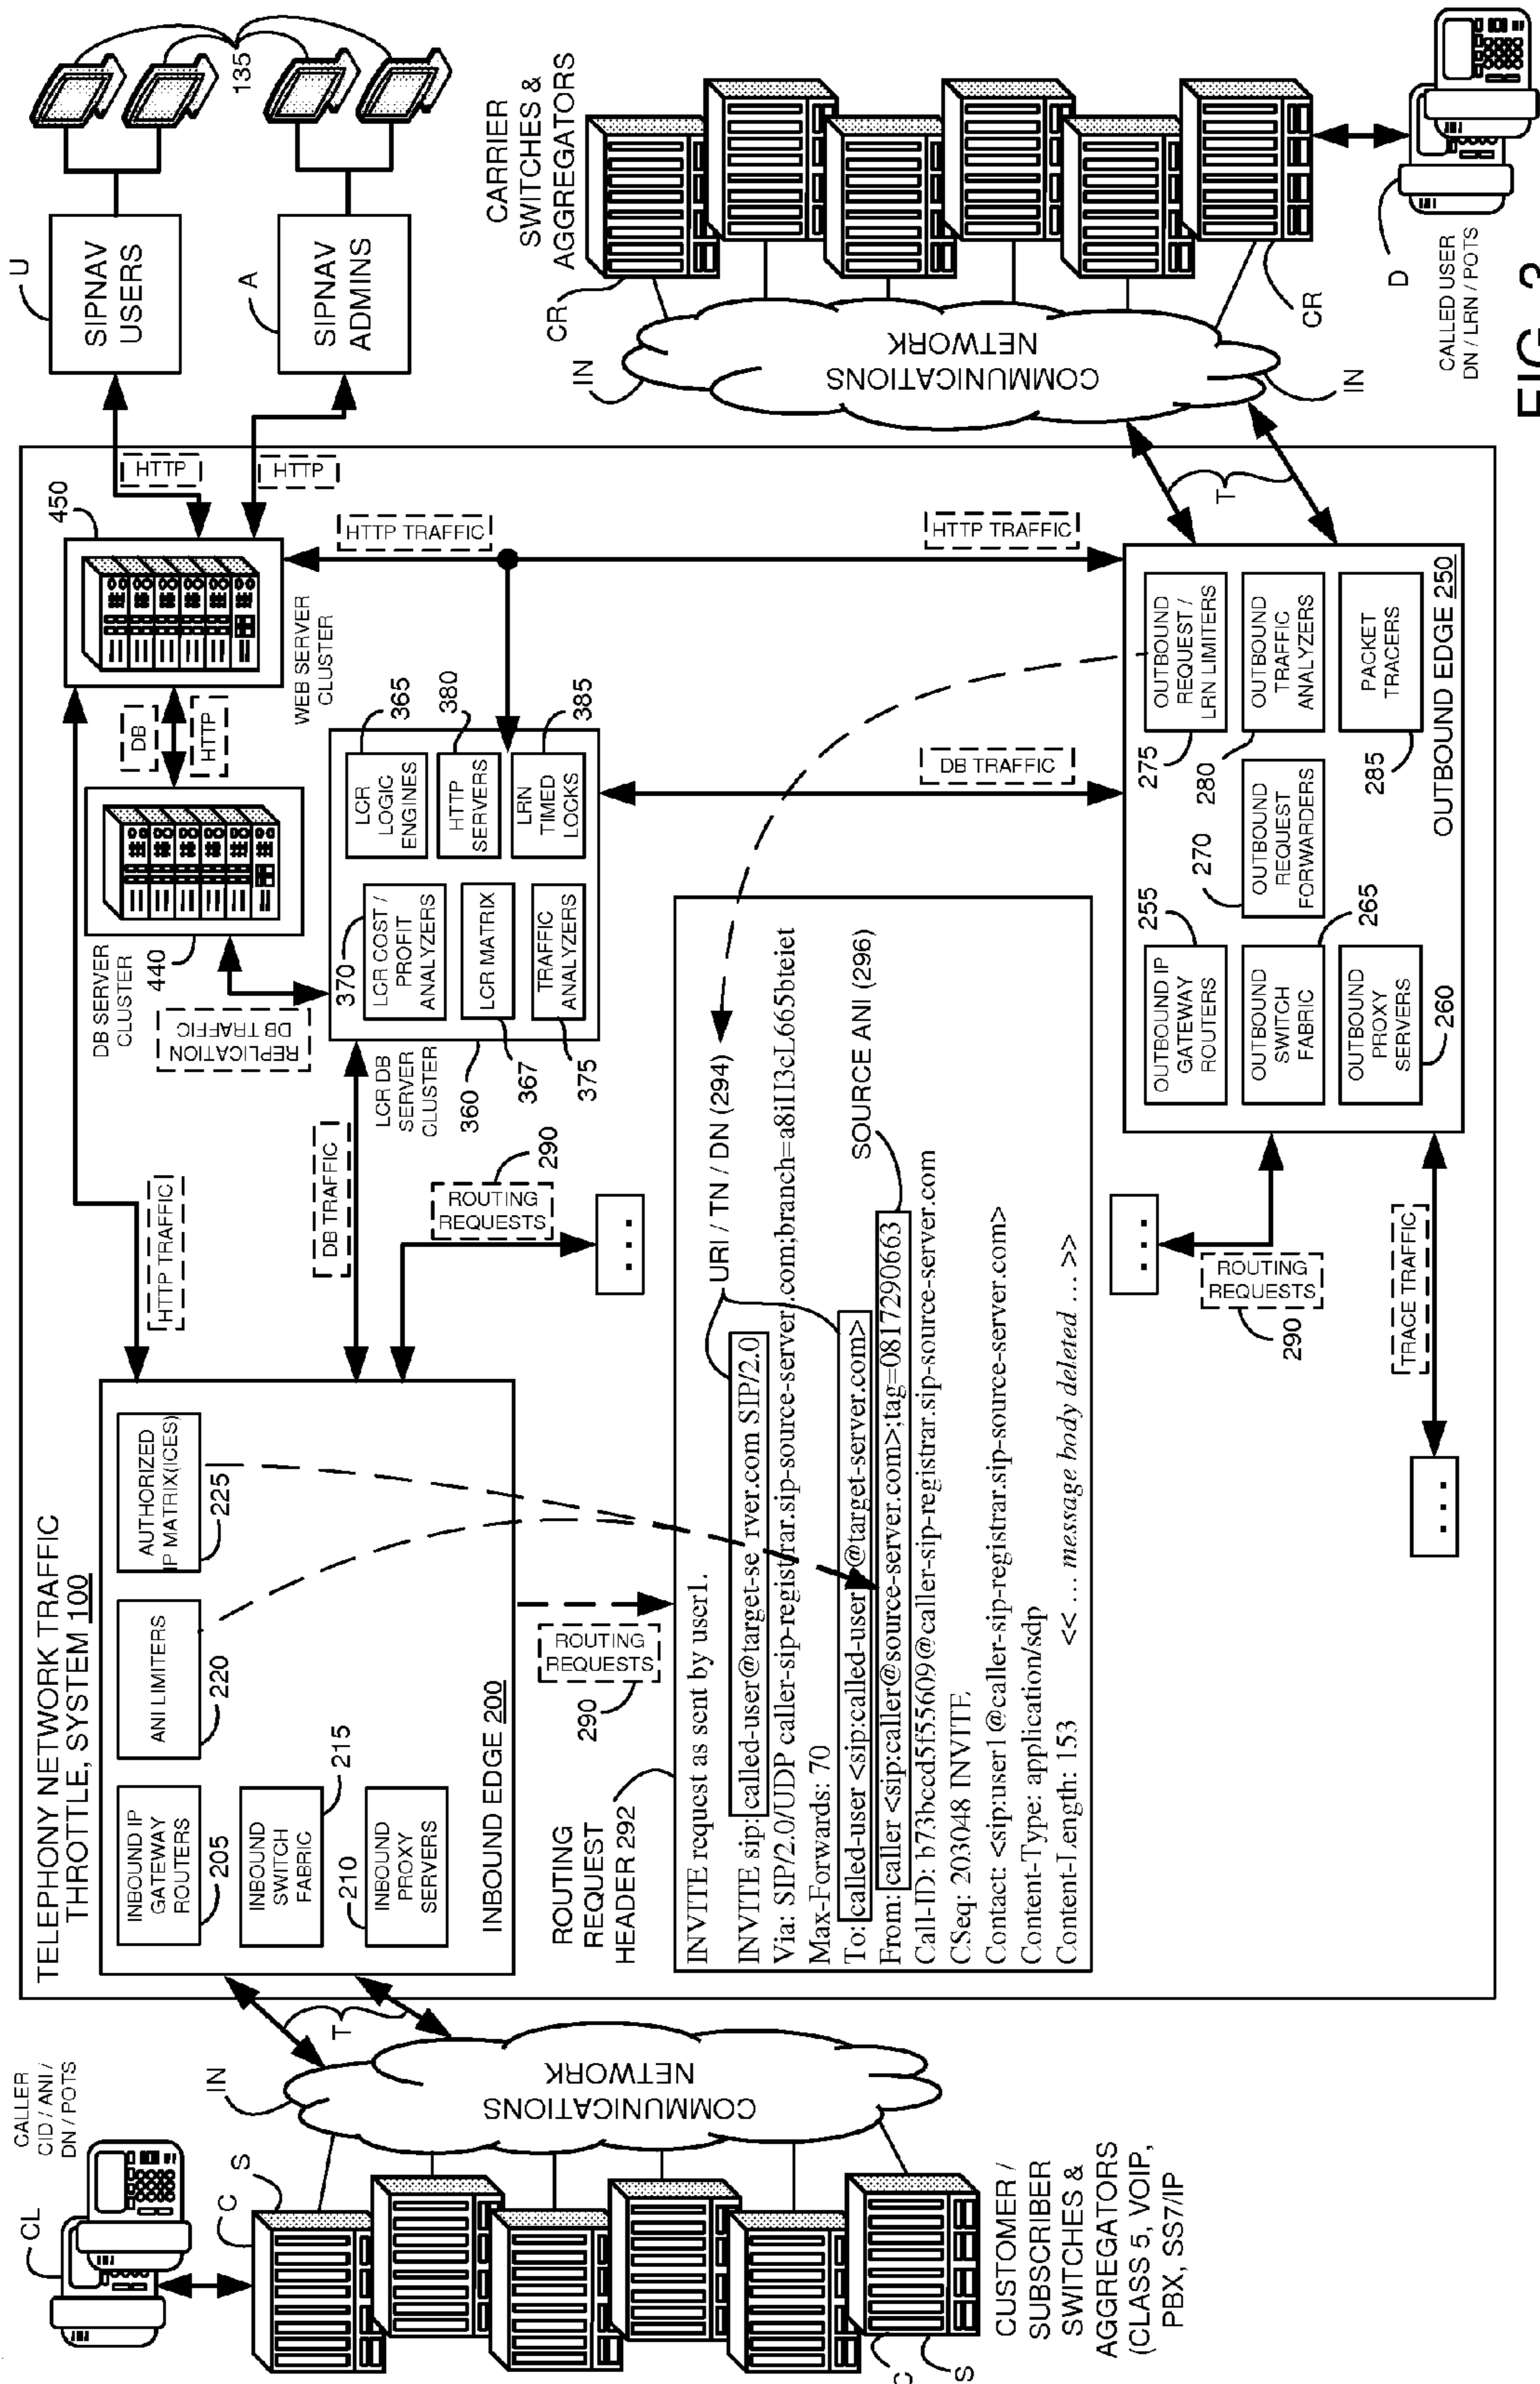 CALLER
CID / ANI /
DN / POTS
CL
C
S
IN
COMMUNICATIONS
NETWORK
T
C
S
CUSTOMER /
SUBSCRIBER
SWITCHES &
AGGREGATORS
(CLASS 5, VOIP,
PBX, SS7/IP
TELEPHONY NETWORK TRAFFIC
THROTTLE, SYSTEM 100
INBOUND IP
GATEWAY
ROUTERS
205
ANI LIMITERS
220
AUTHORIZED
IP MATRIX(ICES)
225
INBOUND
SWITCH
FABRIC
215
210
INBOUND
PROXY
SERVERS
INBOUND EDGE 200
HTTP TRAFFIC
DB TRAFFIC
ROUTING
REQUESTS
290
...
ROUTING
REQUESTS
290
ROUTING
REQUEST
HEADER 292
INVITE request as sent by user1.
INVITE sip: called-user@target-se rver.com SIP/2.0
Via: SIP/2.0/UDP caller-sip-registrar.sip-source-server.com;branch=a8iI13cL665bteiet
Max-Forwards: 70
To: called-user <sip:called-user@target-server.com>
From: caller <sip:caller@source-server.com>;tag=0817290663
Call-ID: b73bccd5f55609@caller-sip-registrar.sip-source-server.com
CSeq: 203048 INVITE
Contact: <sip:user1@caller-sip-registrar.sip-source-server.com>
Content-Type: application/sdp
Content-Length: 153 << ... message body deleted ... >>
URI / TN / DN (294)
SOURCE ANI (296)
DB SERVER
CLUSTER
440
REPLICATION
DB TRAFFIC
DB
HTTP
450
WEB SERVER
CLUSTER
HTTP
HTTP
HTTP TRAFFIC
LCR DB
SERVER
CLUSTER
360
370
LCR COST /
PROFIT
ANALYZERS
LCR MATRIX
367
TRAFFIC
ANALYZERS
375
LCR
LOGIC
ENGINES
365
HTTP
SERVERS
380
LRN
TIMED
LOCKS
385
DB TRAFFIC
HTTP TRAFFIC
U
SIPNAV
USERS
A
SIPNAV
ADMINS
135
...
ROUTING
REQUESTS
290
...
TRACE TRAFFIC
OUTBOUND IP
GATEWAY
ROUTERS
255
OUTBOUND
SWITCH
FABRIC
265
OUTBOUND
PROXY
SERVERS
260
270
OUTBOUND
REQUEST
FORWARDERS
OUTBOUND
REQUEST /
LRN LIMITERS
275
OUTBOUND
TRAFFIC
ANALYZERS
280
PACKET
TRACERS
285
OUTBOUND EDGE 250
T
IN
COMMUNICATIONS
NETWORK
IN
CR
CARRIER
SWITCHES &
AGGREGATORS
CR
D
CALLED USER
DN / LRN / POTS